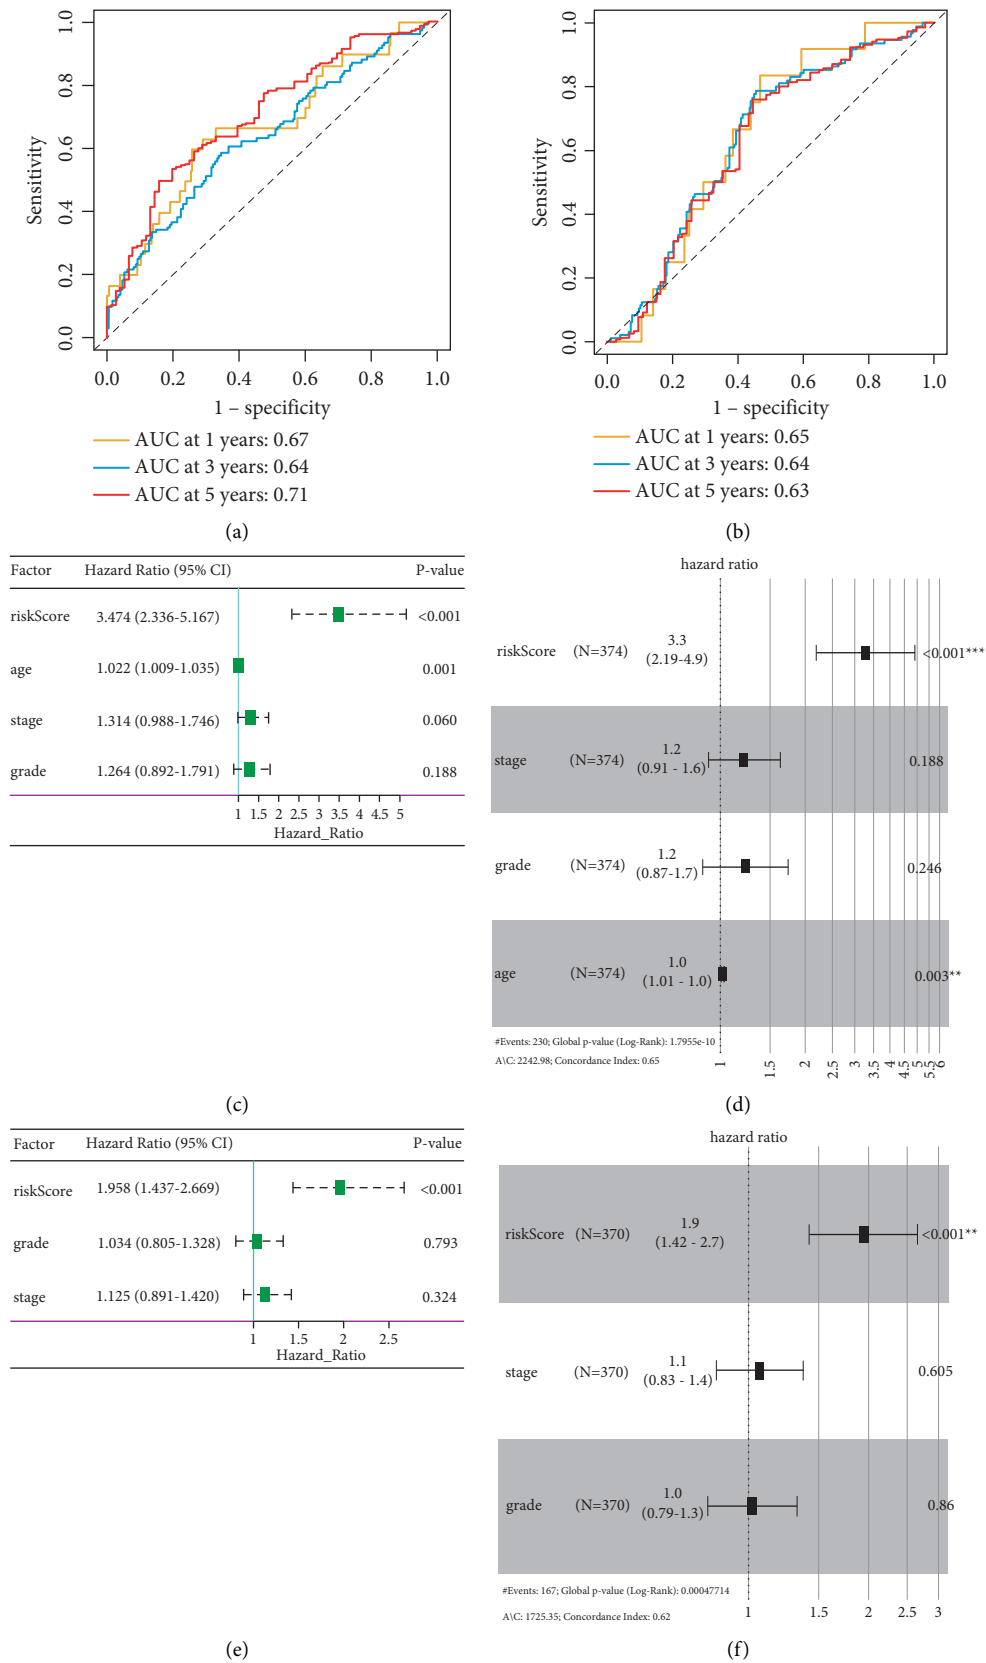 1.0
0.8
0.6
0.4
0.2
0.0
Sensitivity
0.0 0.2 0.4 0.6 0.8 1.0
1 – specificity
AUC at 1 years: 0.67
AUC at 3 years: 0.64
AUC at 5 years: 0.71
(a)
1.0
0.8
0.6
0.4
0.2
0.0
Sensitivity
0.0 0.2 0.4 0.6 0.8 1.0
1 – specificity
AUC at 1 years: 0.65
AUC at 3 years: 0.64
AUC at 5 years: 0.63
(b)
Factor Hazard Ratio (95% CI) P-value
riskScore 3.474 (2.336-5.167) <0.001
age 1.022 (1.009-1.035) 0.001
stage 1.314 (0.988-1.746) 0.060
grade 1.264 (0.892-1.791) 0.188
1 1.5 2 2.5 3 3.5 4 4.5 5
Hazard_Ratio
(c)
hazard ratio
riskScore (N=374) 3.3 (2.19-4.9) <0.001***
stage (N=374) 1.2 (0.91 - 1.6) 0.188
grade (N=374) 1.2 (0.87-1.7) 0.246
age (N=374) 1.0 (1.01 - 1.0) 0.003**
#Events: 230; Global p-value (Log-Rank): 1.7955e-10
A\C: 2242.98; Concordance Index: 0.65
1 1.5 2 2.5 3 3.5 4 4.5 5 5.5 6
(d)
Factor Hazard Ratio (95% CI) P-value
riskScore 1.958 (1.437-2.669) <0.001
grade 1.034 (0.805-1.328) 0.793
stage 1.125 (0.891-1.420) 0.324
1 1.5 2 2.5
Hazard_Ratio
(e)
hazard ratio
riskScore (N=370) 1.9 (1.42 - 2.7) <0.001**
stage (N=370) 1.1 (0.83 - 1.4) 0.605
grade (N=370) 1.0 (0.79-1.3) 0.86
#Events: 167; Global p-value (Log-Rank): 0.00047714
A\C: 1725.35; Concordance Index: 0.62
1 1.5 2 2.5 3
(f)